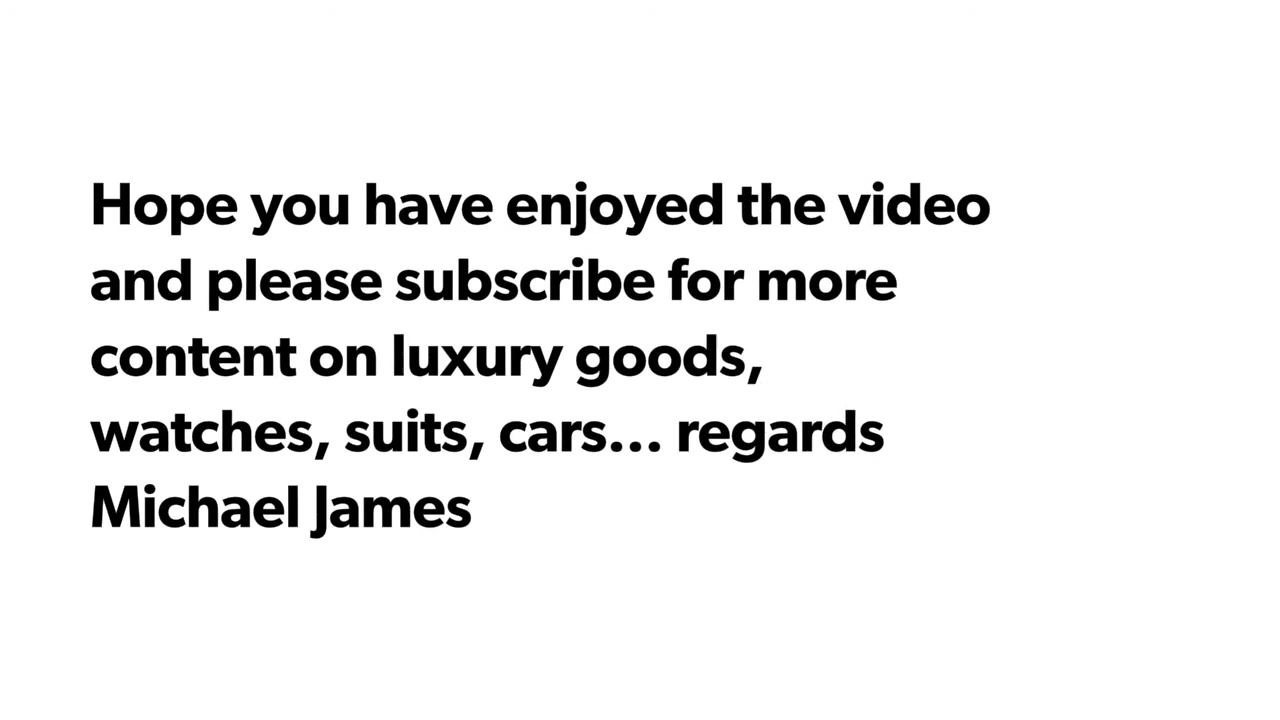 Hope you have enjoyed the video
and please subscribe for more
content on luxury goods,
watches, suits, cars... regards
Michael James